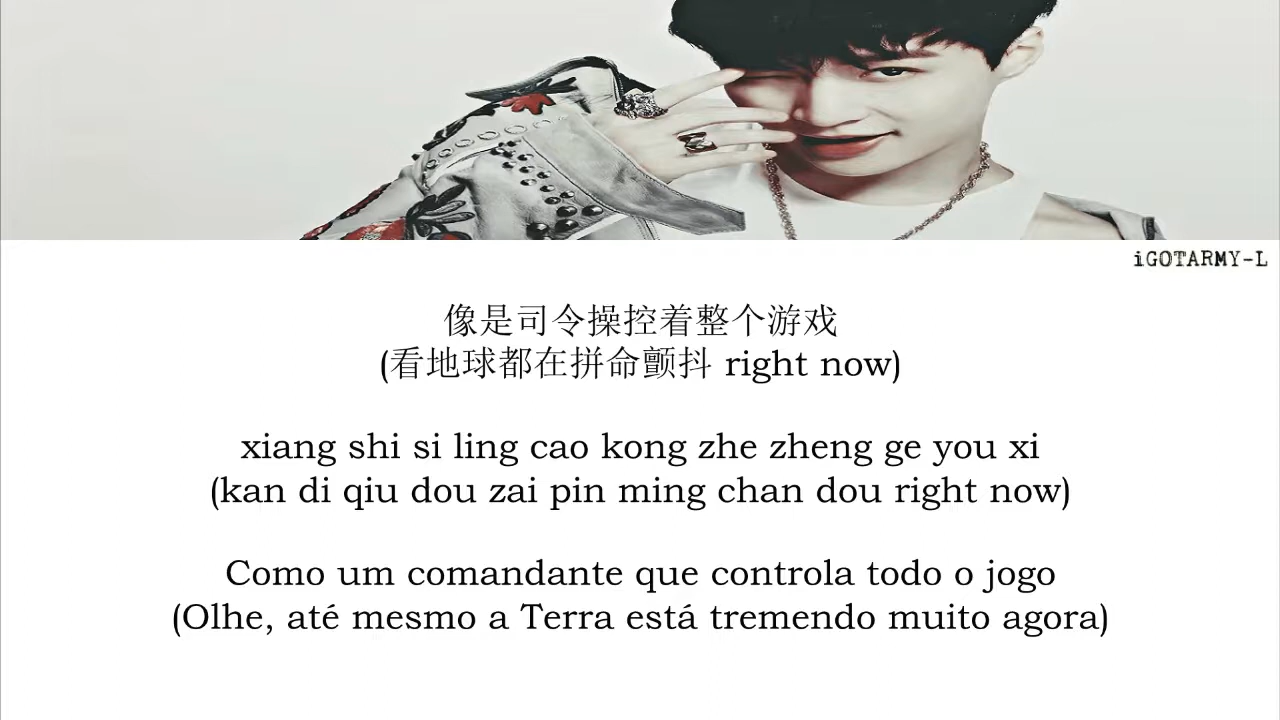 iGOTARMY-L
像是司令操控着整个游戏
(看地球都在拼命颤抖 right now)
xiang shi si ling cao kong zhe zheng ge you xi
(kan di qiu dou zai pin ming chan dou right now)
Como um comandante que controla todo o jogo
(Olhe, até mesmo a Terra está tremendo muito agora)